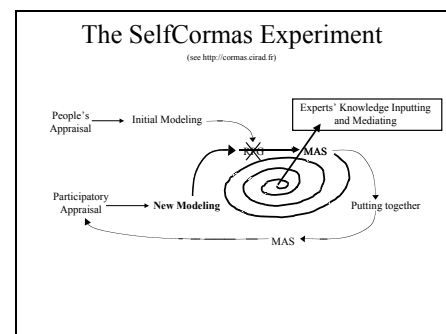 The SelfCormas Experiment
(see http://cormas.cirad.fr)
Experts' Knowledge Inputting
and Mediating
People's
Appraisal
Initial Modeling
MAS
Participatory
Appraisal
New Modeling
Putting together
MAS